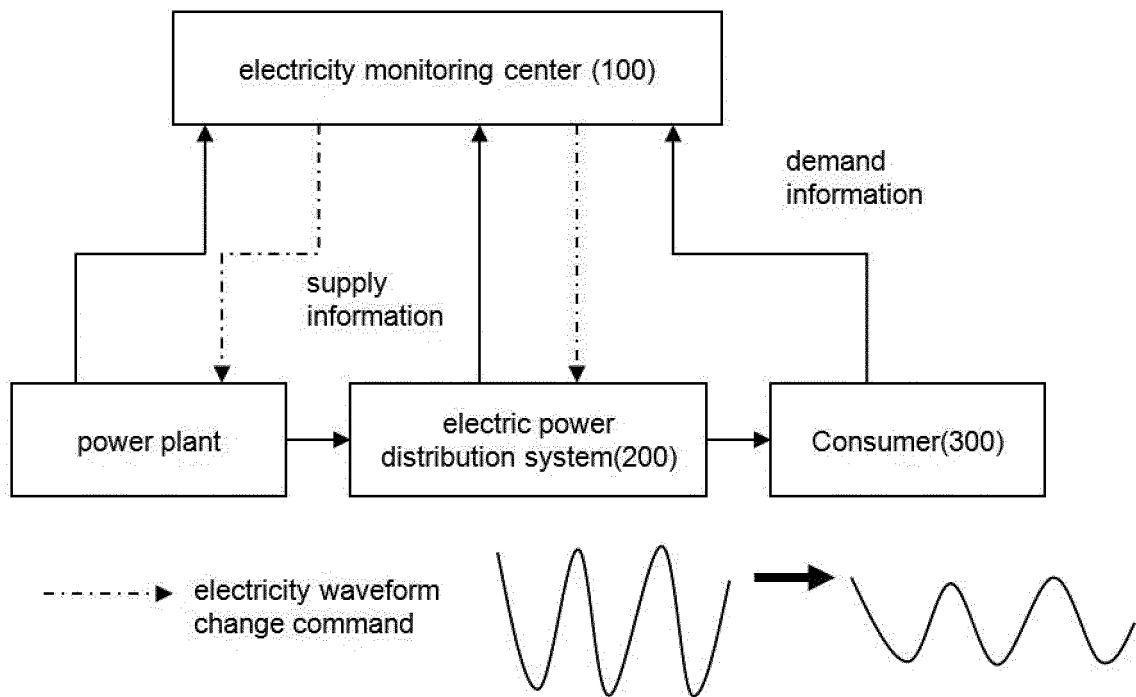 electricity monitoring center (100)
demand
information
supply
information
power plant
electric power
distribution system(200)
Consumer(300)
electricity waveform
change command